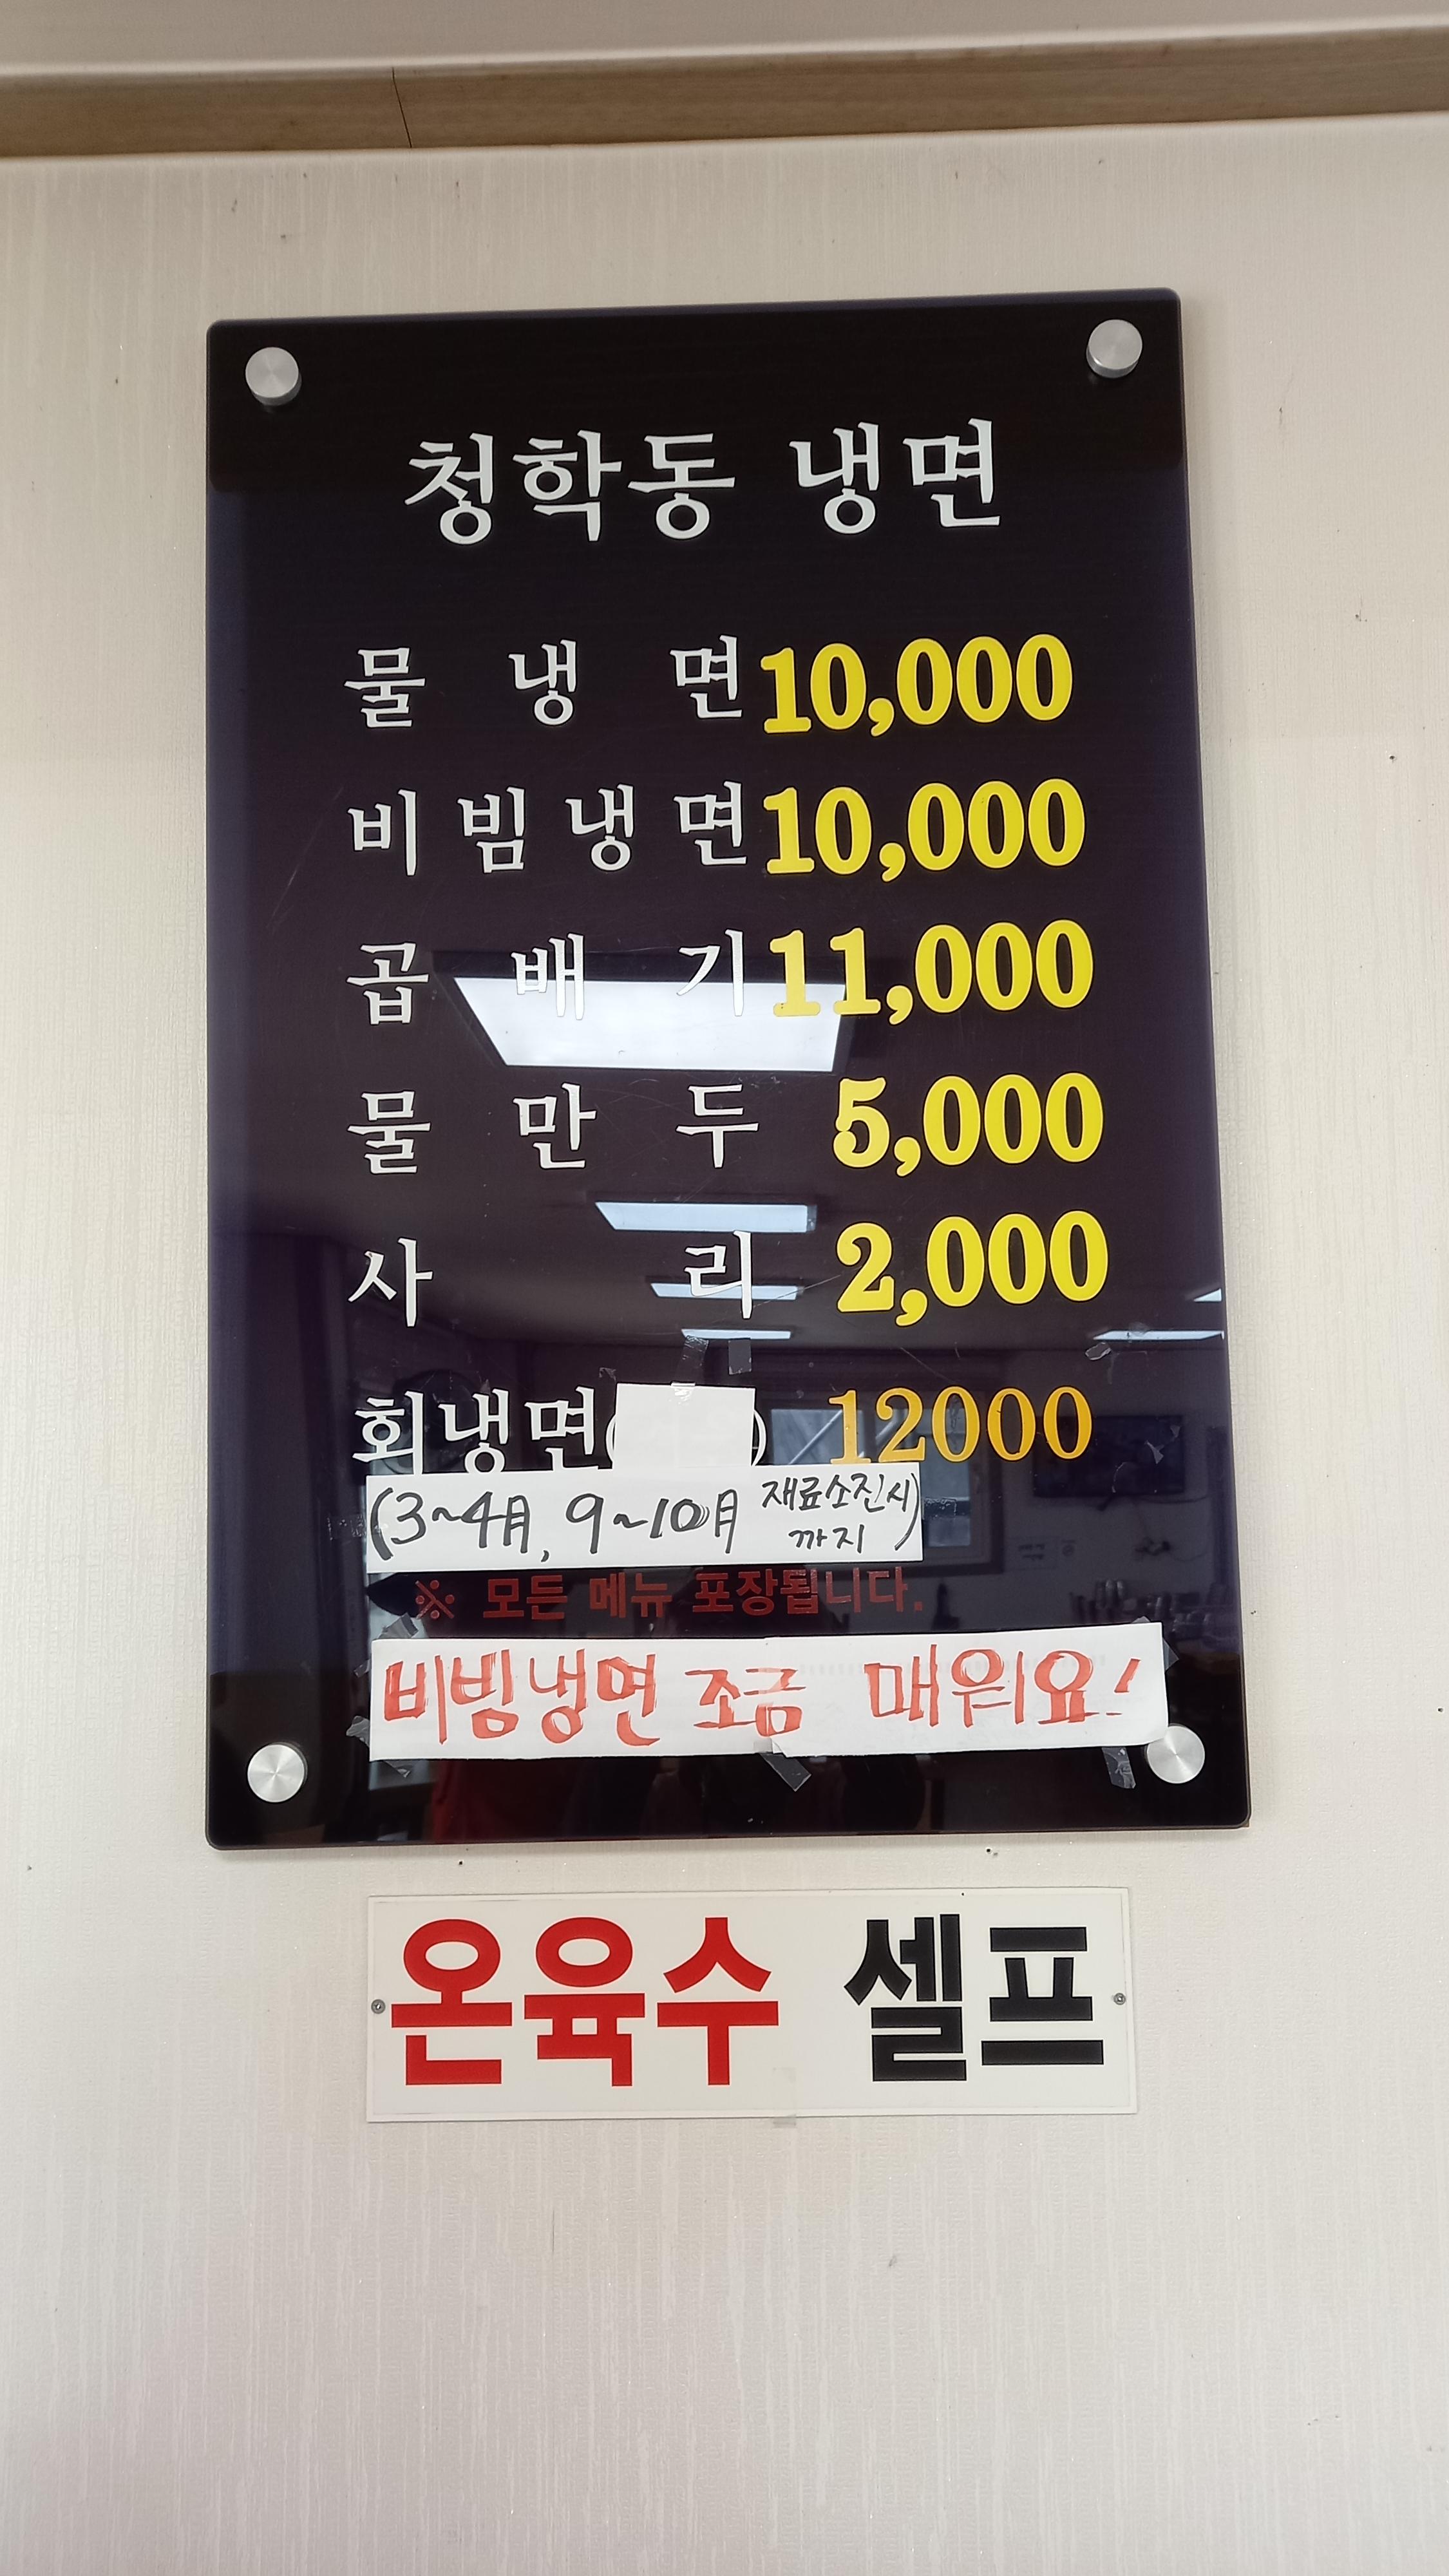 청학동 냉면
물 냉 면 10,000
비 빔 냉 면 10,000
곱 배 기 11,000
물 만 두 5,000
사 리 2,000
회냉면( ) 12000
(3~4月, 9~10月 재료소진시까지)
※ 모든 메뉴 포장됩니다.
비빔냉면 조금 매워요!
온육수 셀프